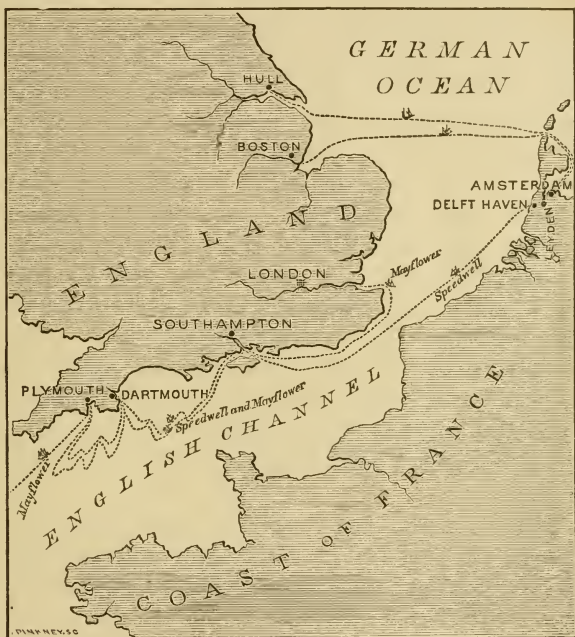 GERMAN
OCEAN
HULL
BOSTON
AMSTERDAM
DELFT HAVEN
LEYDEN
ENGLAND
LONDON
Mayflower
Speedwell
SOUTHAMPTON
PLYMOUTH
DARTMOUTH
Speedwell and Mayflower
Mayflower
ENGLISH CHANNEL
COAST OF FRANCE
PINKNEY.SC